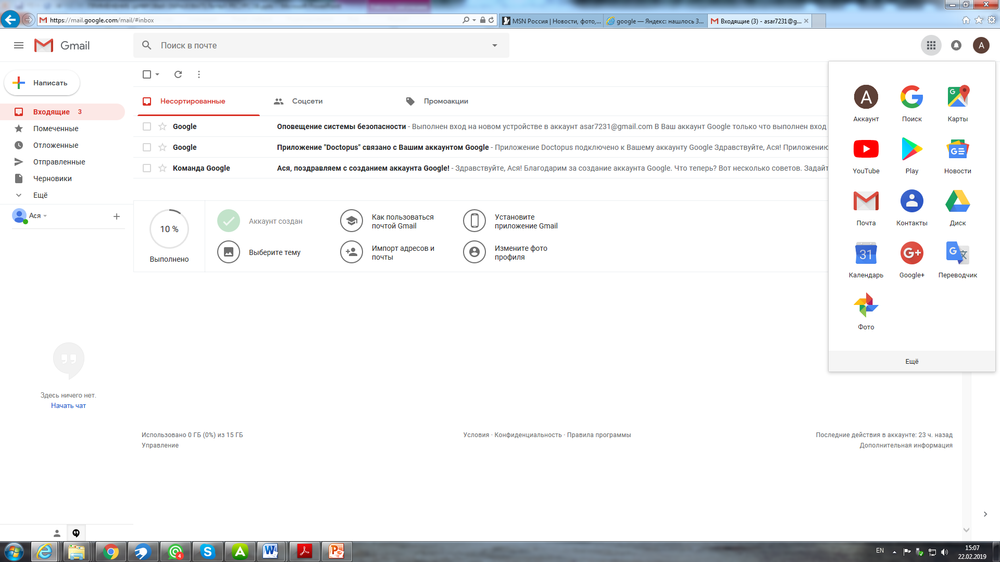 https://mail.google.com/mail/#inbox
MSN Россия | Новости, фото,...
google — Яндекс: нашлось 3...
Входящие (3) - asar7231@g...
Gmail
Поиск в почте
A
Написать
Входящие 3
Помеченные
Отложенные
Отправленные
Черновики
Ещё
Ася
Здесь ничего нет.
Начать чат
Несортированные
Соцсети
Промоакции
Google Оповещение системы безопасности - Выполнен вход на новом устройстве в аккаунт asar7231@gmail.com В Ваш аккаунт Google только что выполнен вход
Google Приложение "Doctopus" связано с Вашим аккаунтом Google - Приложение Doctopus подключено к Вашему аккаунту Google Здравствуйте, Ася! Приложению
Команда Google Ася, поздравляем с созданием аккаунта Google! - Здравствуйте, Ася! Благодарим за создание аккаунта Google. Что теперь? Вот несколько советов. Задайт
10 %
Выполнено
Аккаунт создан
Как пользоваться
почтой Gmail
Установите
приложение Gmail
Выберите тему
Импорт адресов и
почты
Измените фото
профиля
A
Аккаунт
Поиск
G
Карты
YouTube
Play
Новости
Почта
Контакты
Диск
31
Календарь
G+
Google+
G
Переводчик
Фото
Ещё
Использовано 0 ГБ (0%) из 15 ГБ
Управление
Условия · Конфиденциальность · Правила программы
Последние действия в аккаунте: 23 ч. назад
Дополнительная информация
4
EN
15:07
22.02.2019